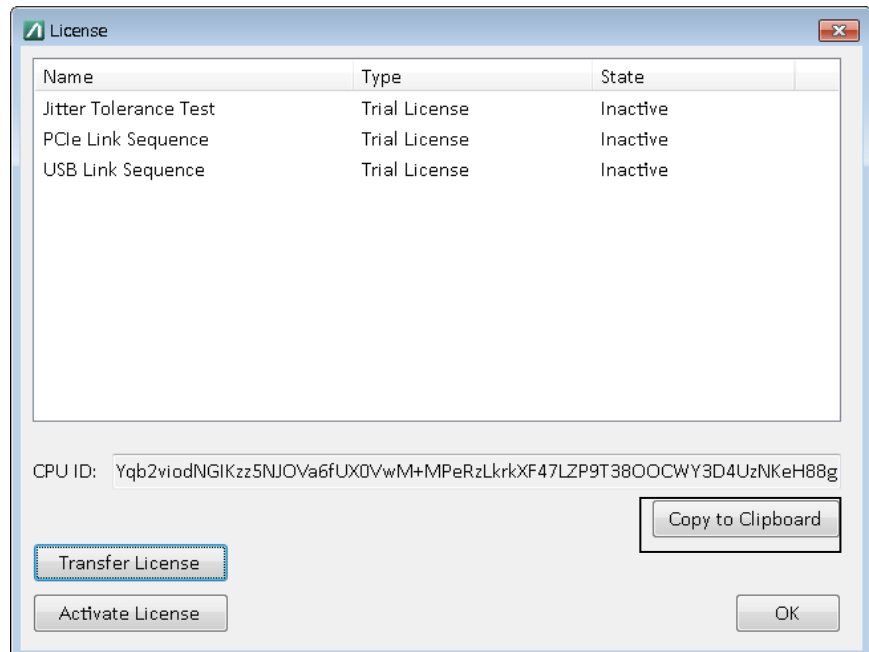 License
Name Type State
Jitter Tolerance Test Trial License Inactive
PCIe Link Sequence Trial License Inactive
USB Link Sequence Trial License Inactive
CPU ID: Yqb2viodNGIKzz5NJOVa6fUX0VwM+MPeRzLkrkXF47LZP9T38OOCWY3D4UzNKeH88g
Copy to Clipboard
Transfer License
Activate License OK